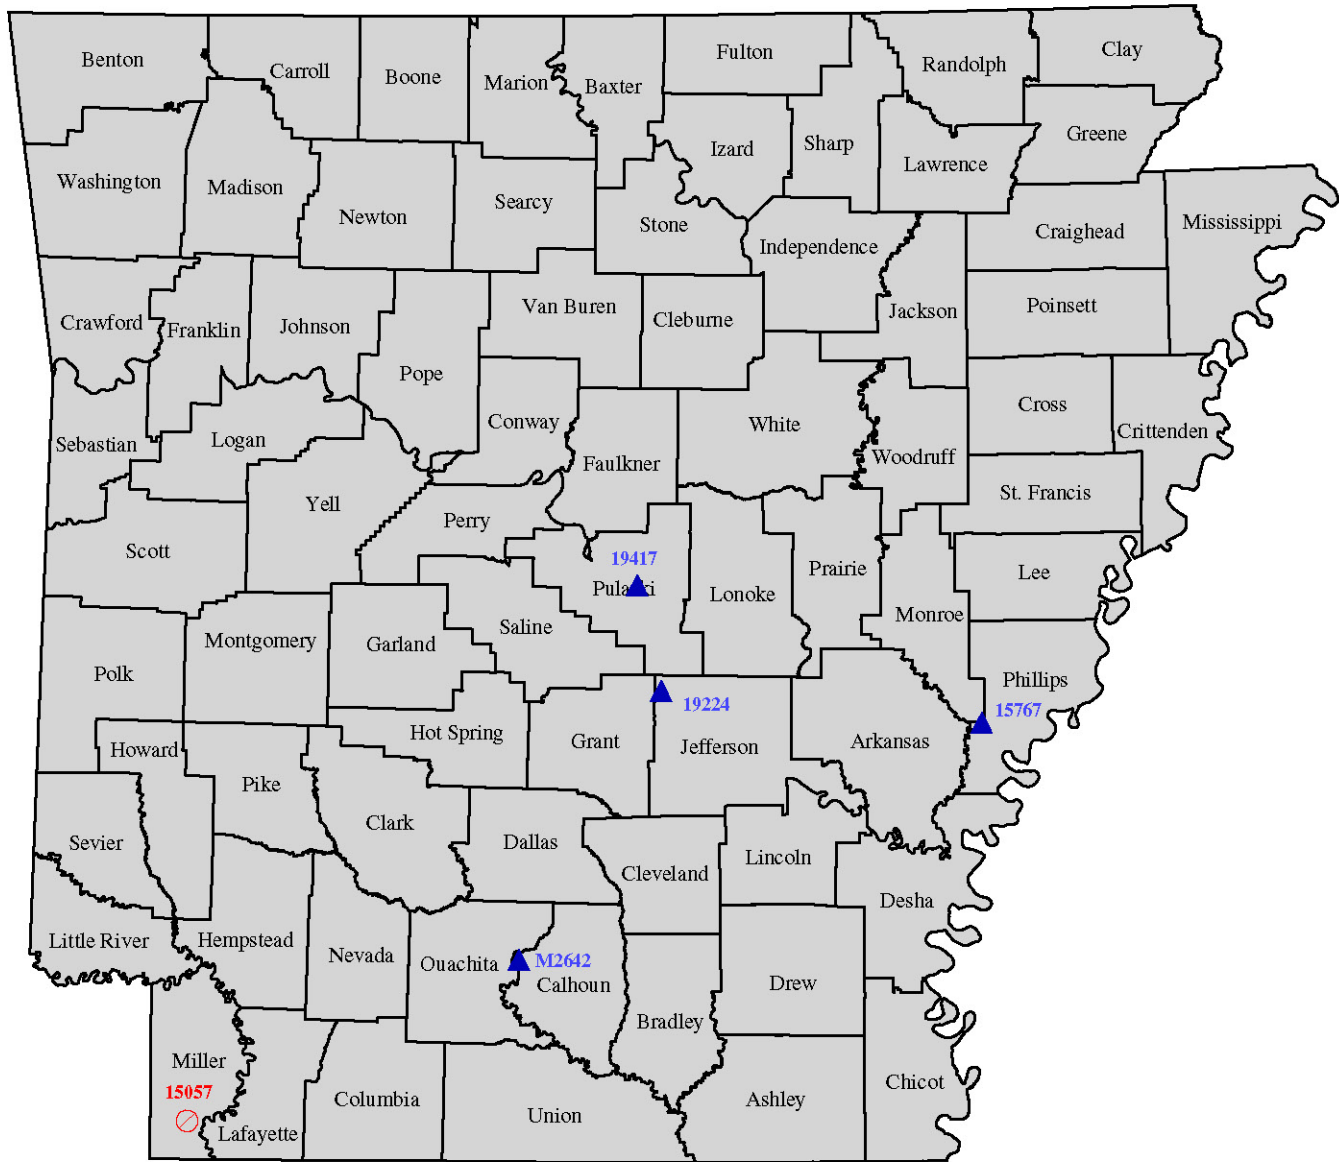 Benton
Carroll
Boone
Marion
Baxter
Fulton
Randolph
Clay
Washington
Madison
Newton
Searcy
Stone
Izard
Sharp
Lawrence
Greene
Independence
Craighead
Mississippi
Crawford
Franklin
Johnson
Pope
Van Buren
Cleburne
Jackson
Poinsett
Sebastian
Logan
Conway
Faulkner
White
Woodruff
Cross
Crittenden
Scott
Yell
Perry
St. Francis
19417
Pulaski
Lonoke
Prairie
Monroe
Lee
Polk
Montgomery
Garland
Saline
19224
Phillips
15767
Howard
Pike
Hot Spring
Grant
Jefferson
Arkansas
Sevier
Clark
Dallas
Cleveland
Lincoln
Desha
Little River
Hempstead
Nevada
Ouachita
M2642
Calhoun
Bradley
Drew
Miller
15057
Lafayette
Columbia
Union
Ashley
Chicot